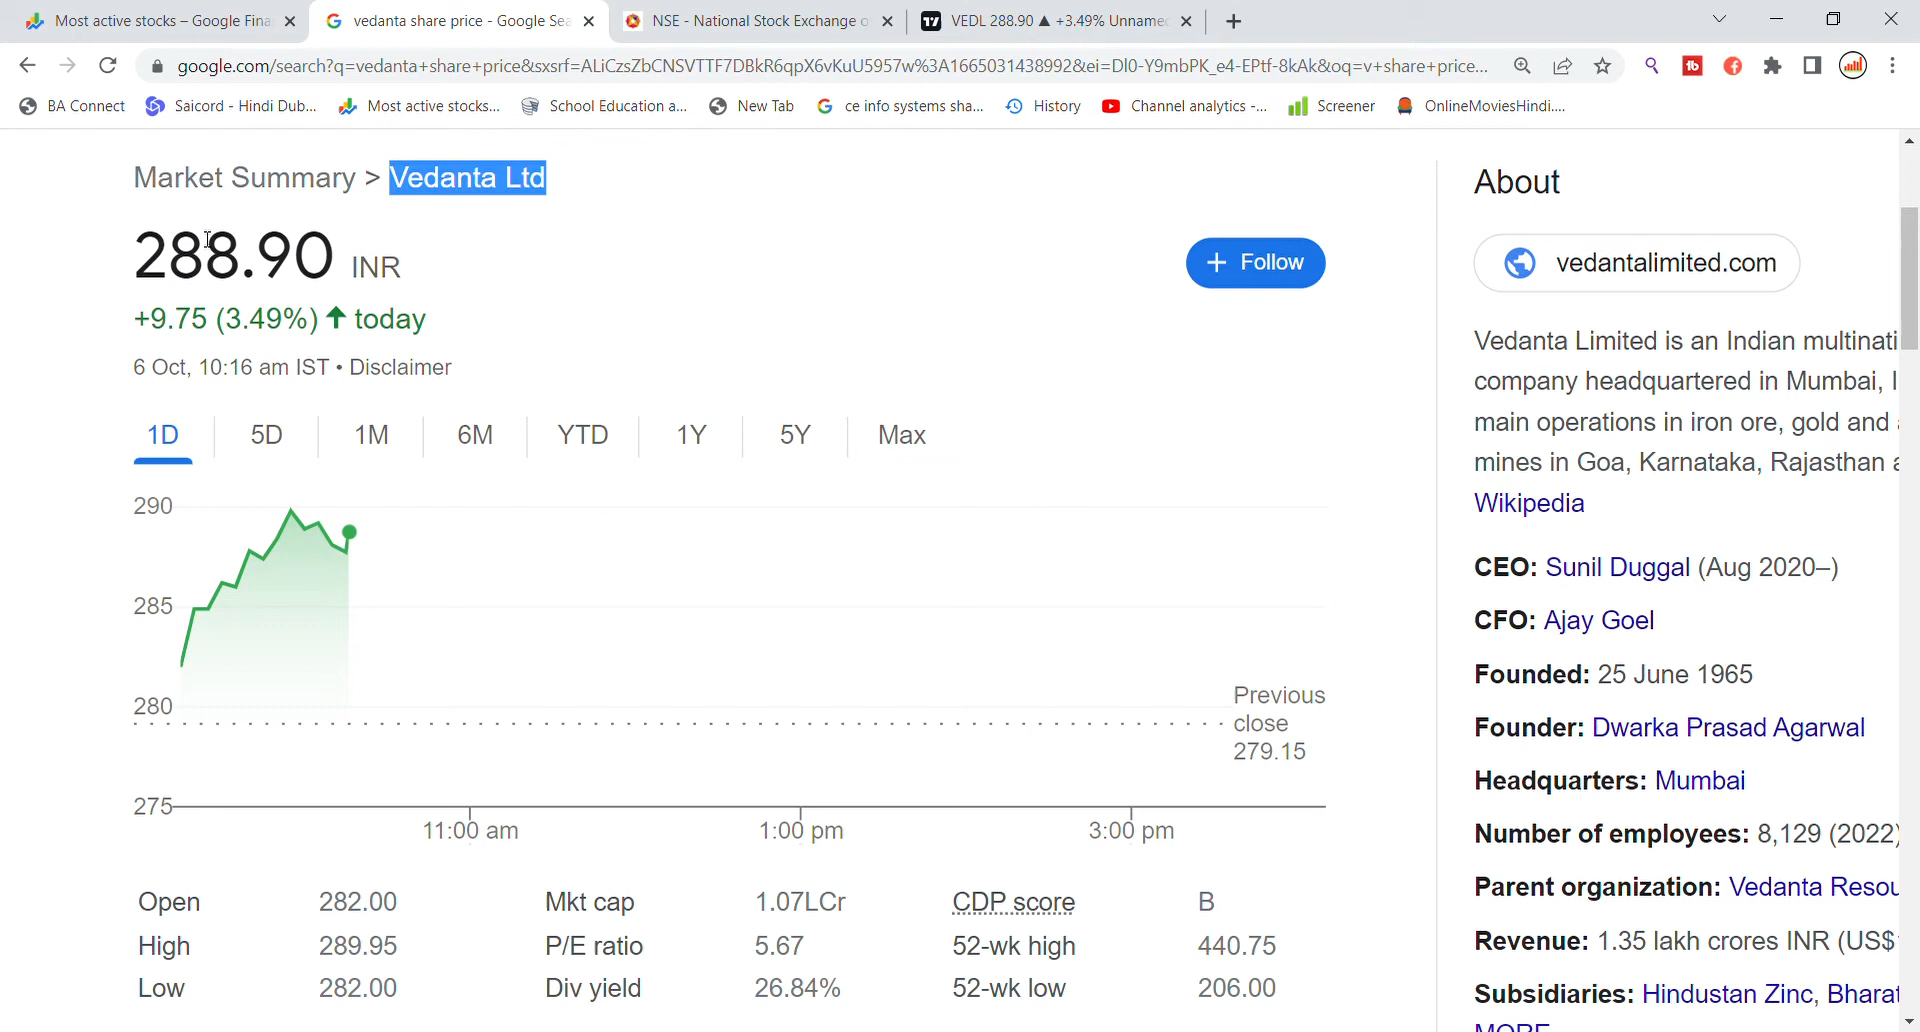 Most active stocks – Google Fina
vedanta share price - Google Sea
NSE - National Stock Exchange o
VEDL 288.90 ▲ +3.49% Unname
google.com/search?q=vedanta+share+price&sxsrf=ALiCzsZbCNSVTTF7DBkR6qpX6vKuU5957w%3A1665031438992&ei=Dl0-Y9mbPK_e4-EPtf-8kAk&oq=v+share+price...
BA Connect
Saicord - Hindi Dub...
Most active stocks...
School Education a...
New Tab
ce info systems sha...
History
Channel analytics -...
Screener
OnlineMoviesHindi....
Market Summary > Vedanta Ltd
288.90 INR
+9.75 (3.49%) ↑ today
6 Oct, 10:16 am IST • Disclaimer
+ Follow
1D 5D 1M 6M YTD 1Y 5Y Max
290
285
280
275
Previous
close
279.15
11:00 am 1:00 pm 3:00 pm
Open 282.00 Mkt cap 1.07LCr CDP score B
High 289.95 P/E ratio 5.67 52-wk high 440.75
Low 282.00 Div yield 26.84% 52-wk low 206.00
About
vedantalimited.com
Vedanta Limited is an Indian multinati
company headquartered in Mumbai, I
main operations in iron ore, gold and
mines in Goa, Karnataka, Rajasthan
Wikipedia
CEO: Sunil Duggal (Aug 2020–)
CFO: Ajay Goel
Founded: 25 June 1965
Founder: Dwarka Prasad Agarwal
Headquarters: Mumbai
Number of employees: 8,129 (2022)
Parent organization: Vedanta Resou
Revenue: 1.35 lakh crores INR (US$
Subsidiaries: Hindustan Zinc, Bharat
MORE